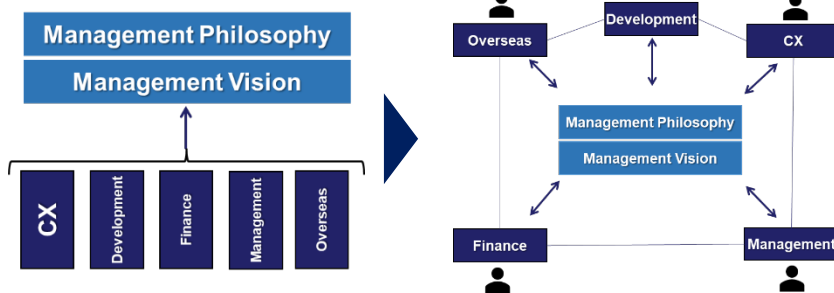 Management Philosophy
Management Vision
CX
Development
Finance
Management
Overseas
Development
Overseas
CX
Management Philosophy
Management Vision
Finance
Management